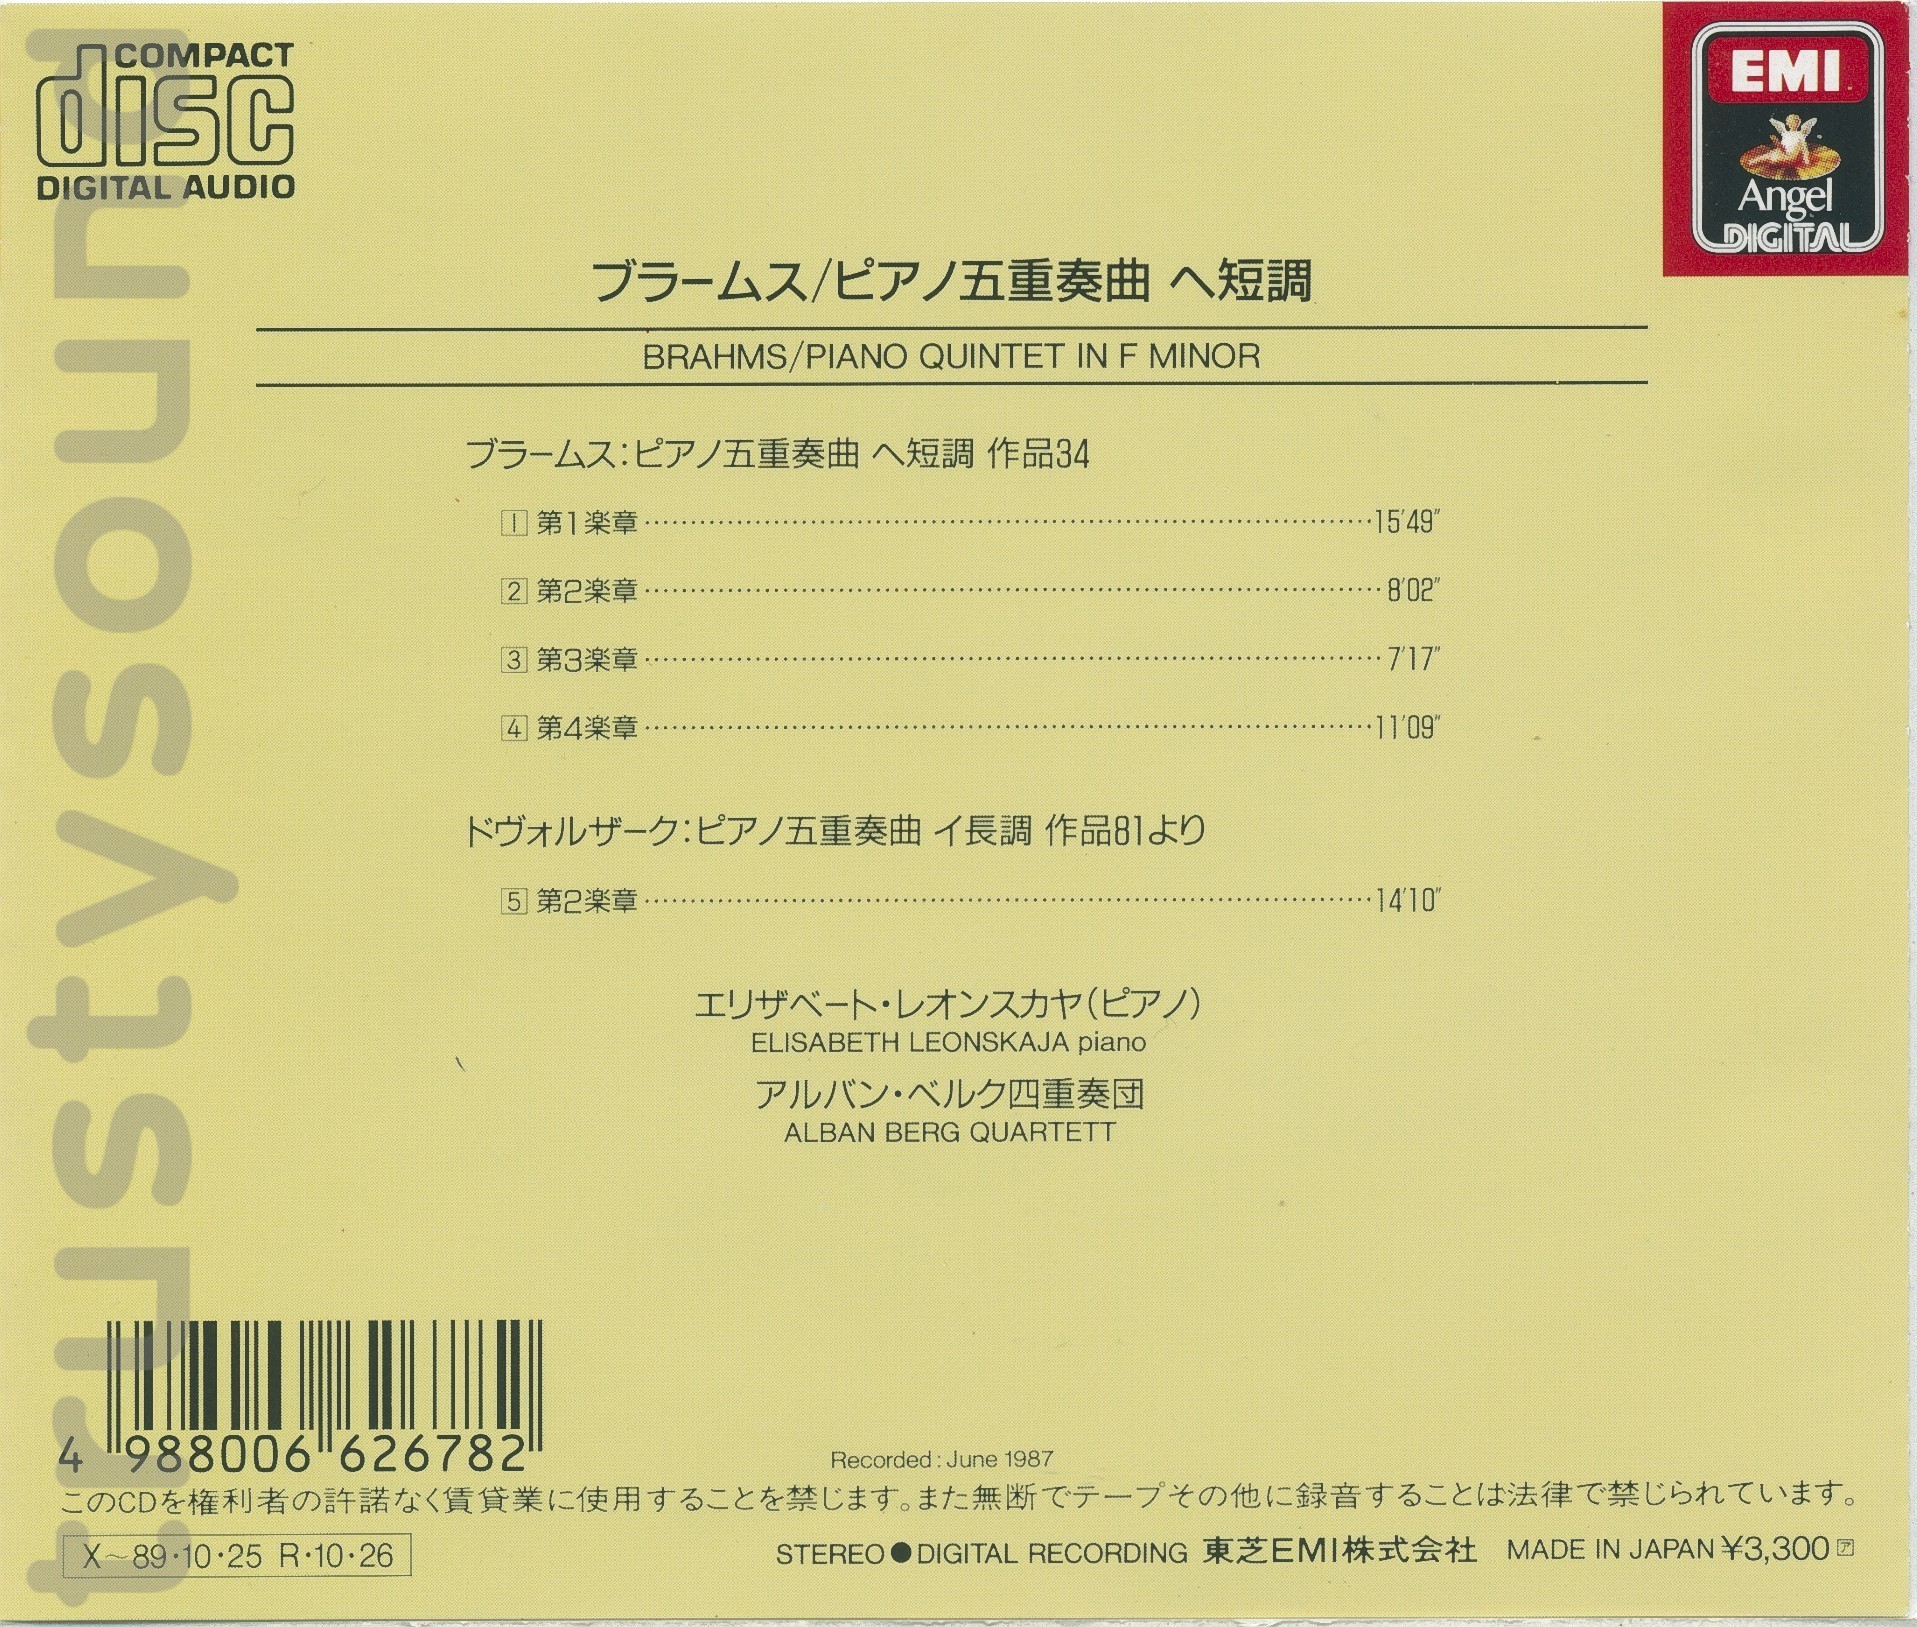 COMPACT
disc
DIGITAL AUDIO
EMI
Angel
DIGITAL
ブラームス/ピアノ五重奏曲 ヘ短調
BRAHMS/PIANO QUINTET IN F MINOR
ブラームス:ピアノ五重奏曲 ヘ短調 作品34
1 第1楽章 15′49″
2 第2楽章 8′02″
3 第3楽章 7′17″
4 第4楽章 11′09″
ドヴォルザーク:ピアノ五重奏曲 イ長調 作品81より
5 第2楽章 14′10″
エリザベート・レオンスカヤ(ピアノ)
ELISABETH LEONSKAJA piano
アルバン・ベルク四重奏団
ALBAN BERG QUARTETT
4 988006 626782
Recorded : June 1987
このCDを権利者の許諾なく賃貸業に使用することを禁じます。また無断でテープその他に録音することは法律で禁じられています。
X〜89・10・25 R・10・26
STEREO●DIGITAL RECORDING 東芝EMI株式会社 MADE IN JAPAN ¥3,300 ア
trustysound